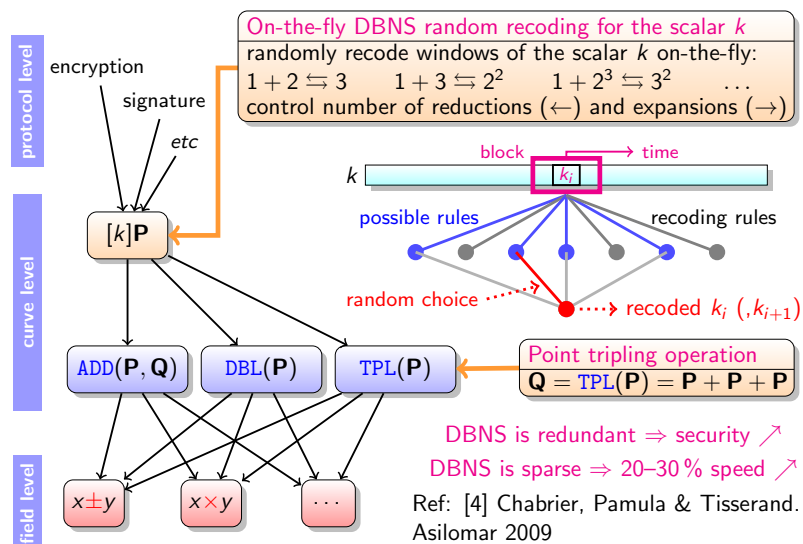 On-the-fly DBNS random recoding for the scalar k
randomly recode windows of the scalar k on-the-fly:
1 + 2 ⇆ 3 1 + 3 ⇆ 2² 1 + 2³ ⇆ 3² ...
control number of reductions (←) and expansions (→)
protocol level
encryption
signature
etc
block
time
k
k_i
[k]P
possible rules
recoding rules
random choice
recoded k_i (,k_{i+1})
curve level
ADD(P, Q)
DBL(P)
TPL(P)
Point tripling operation
Q = TPL(P) = P + P + P
DBNS is redundant ⇒ security ↗
DBNS is sparse ⇒ 20–30 % speed ↗
field level
x±y
x×y
...
Ref: [4] Chabrier, Pamula & Tisserand.
Asilomar 2009